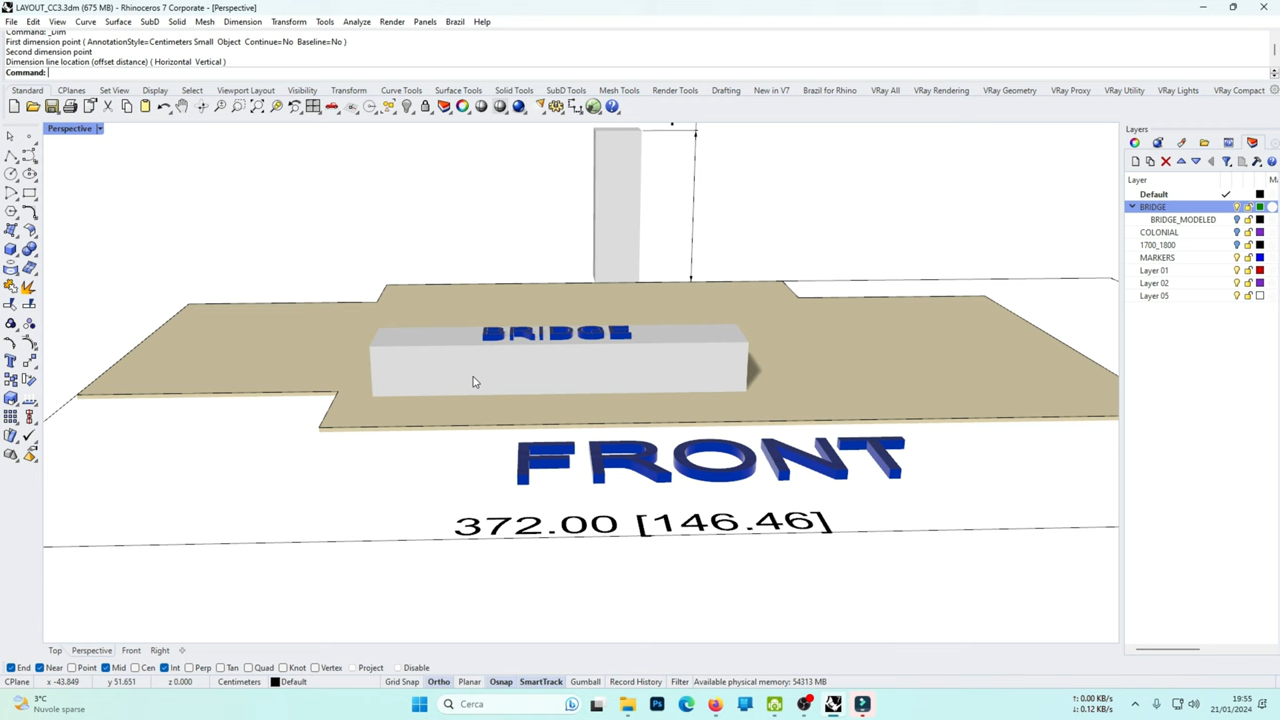 LAYOUT_CC3.3dm (675 MB) - Rhinoceros 7 Corporate - [Perspective]
File Edit View Curve Surface SubD Solid Mesh Dimension Transform Tools Analyze Render Panels Brazil Help
Command: _Dim
First dimension point ( AnnotationStyle=Centimeters Small Object Continue=No Baseline=No )
Second dimension point
Dimension line location (offset distance) ( Horizontal Vertical )
Command:
Standard CPlanes Set View Display Select Viewport Layout Visibility Transform Curve Tools Surface Tools Solid Tools SubD Tools Mesh Tools Render Tools Drafting New in V7 Brazil for Rhino VRay All VRay Rendering VRay Geometry VRay Proxy VRay Utility VRay Lights VRay Compact
Perspective
Layers
Layer
Default
BRIDGE
BRIDGE_MODELED
COLONIAL
1700_1800
MARKERS
Layer 01
Layer 02
Layer 05
BRIDGE
FRONT
372.00 [146.46]
Top Perspective Front Right
End Near Point Mid Cen Int Perp Tan Quad Knot Vertex Project Disable
CPlane x -43.849 y 51.651 z 0.000 Centimeters Default Grid Snap Ortho Planar Osnap SmartTrack Gumball Record History Filter Available physical memory: 54313 MB
3°C
Nuvole sparse
Cerca
↑: 0.00 KB/s
↓: 0.12 KB/s
19:55
21/01/2024